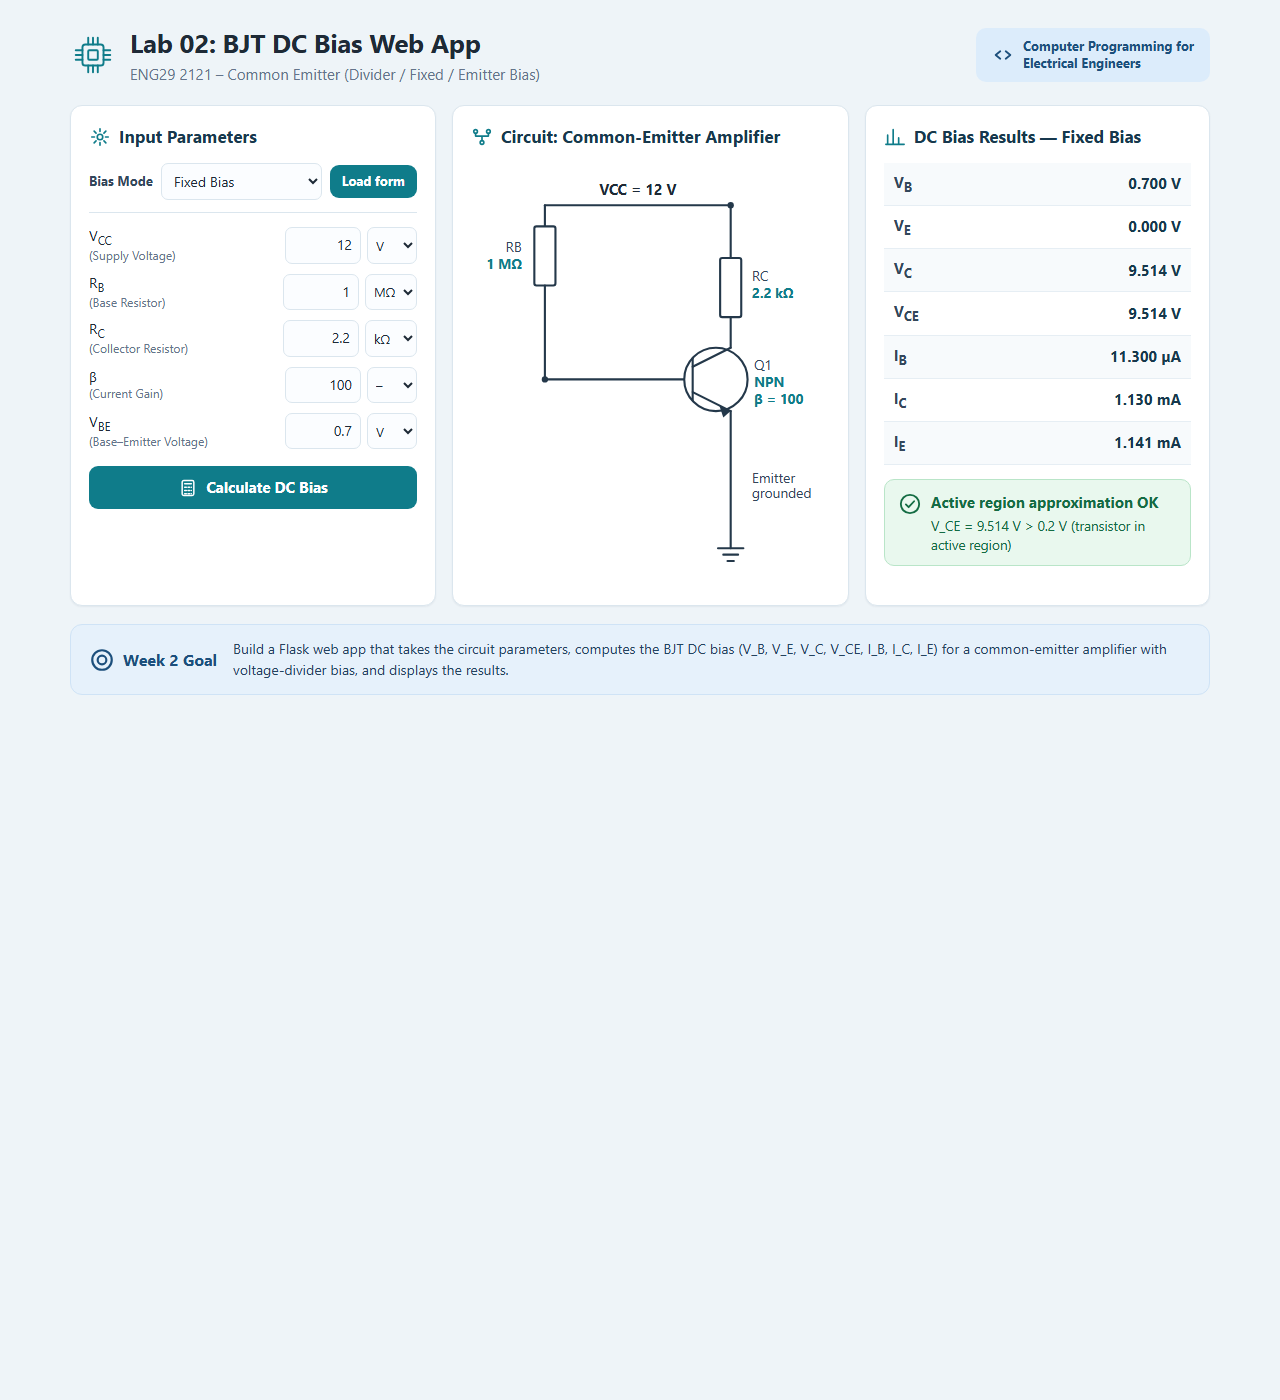 Lab 02: BJT DC Bias Web App
ENG29 2121 – Common Emitter (Divider / Fixed / Emitter Bias)
Computer Programming for
Electrical Engineers
Input Parameters
Bias Mode
Fixed Bias
Load form
VCC
12
V
(Supply Voltage)
RB
1
MΩ
(Base Resistor)
RC
2.2
kΩ
(Collector Resistor)
β
100
–
(Current Gain)
VBE
0.7
V
(Base–Emitter Voltage)
Calculate DC Bias
Circuit: Common-Emitter Amplifier
VCC = 12 V
RB
1 MΩ
RC
2.2 kΩ
Q1
NPN
β = 100
Emitter
grounded
DC Bias Results — Fixed Bias
VB 0.700 V
VE 0.000 V
VC 9.514 V
VCE 9.514 V
IB 11.300 µA
IC 1.130 mA
IE 1.141 mA
Active region approximation OK
V_CE = 9.514 V > 0.2 V (transistor in
active region)
Week 2 Goal
Build a Flask web app that takes the circuit parameters, computes the BJT DC bias (V_B, V_E, V_C, V_CE, I_B, I_C, I_E) for a common-emitter amplifier with
voltage-divider bias, and displays the results.